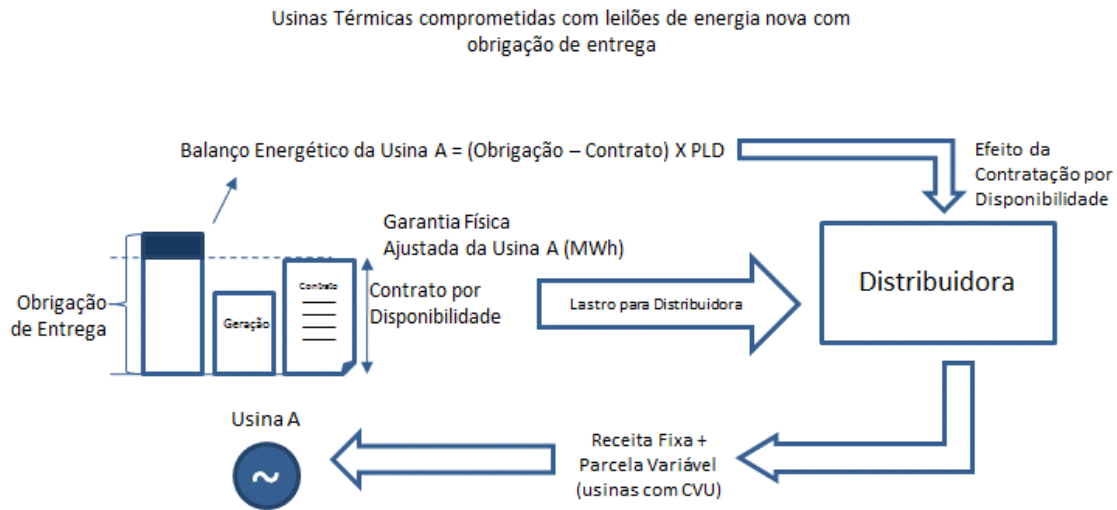 Usinas Térmicas comprometidas com leilões de energia nova com
obrigação de entrega
Balanço Energético da Usina A = (Obrigação – Contrato) X PLD
Efeito da
Contratação por
Disponibilidade
Garantia Física
Ajustada da Usina A (MWh)
Obrigação
de Entrega
Geração
Contrato
Contrato por
Disponibilidade
Lastro para Distribuidora
Distribuidora
Usina A
~
Receita Fixa +
Parcela Variável
(usinas com CVU)